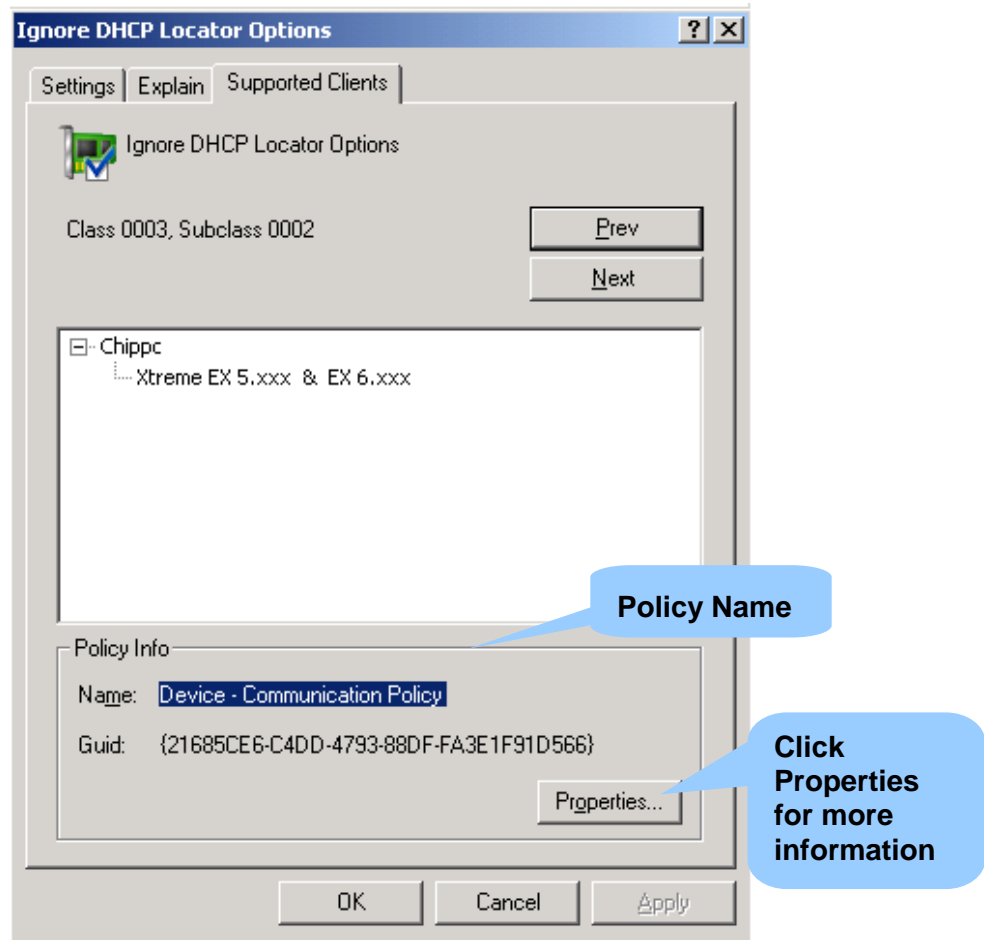 Ignore DHCP Locator Options
Settings Explain Supported Clients
Ignore DHCP Locator Options
Class 0003, Subclass 0002
Prev
Next
Chippc
Xtreme EX 5.xxx & EX 6.xxx
Policy Name
Policy Info
Name: Device - Communication Policy
Guid: {21685CE6-C4DD-4793-88DF-FA3E1F91D566}
Properties...
Click
Properties
for more
information
OK Cancel Apply